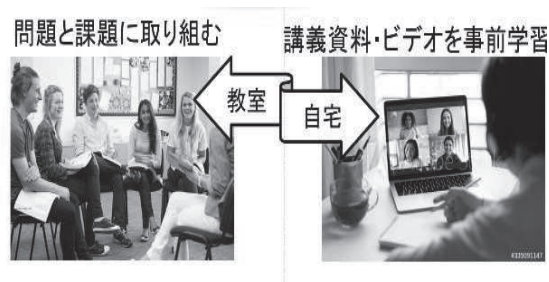 問題と課題に取り組む
講義資料・ビデオを事前学習
教室
自宅
#335091147